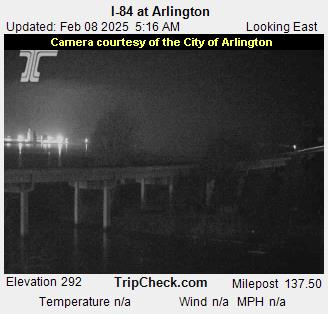 I-84 at Arlington
Updated: Feb 08 2025 5:16 AM Looking East
Camera courtesy of the City of Arlington
Elevation 292 TripCheck.com Milepost 137.50
Temperature n/a Wind n/a MPH n/a